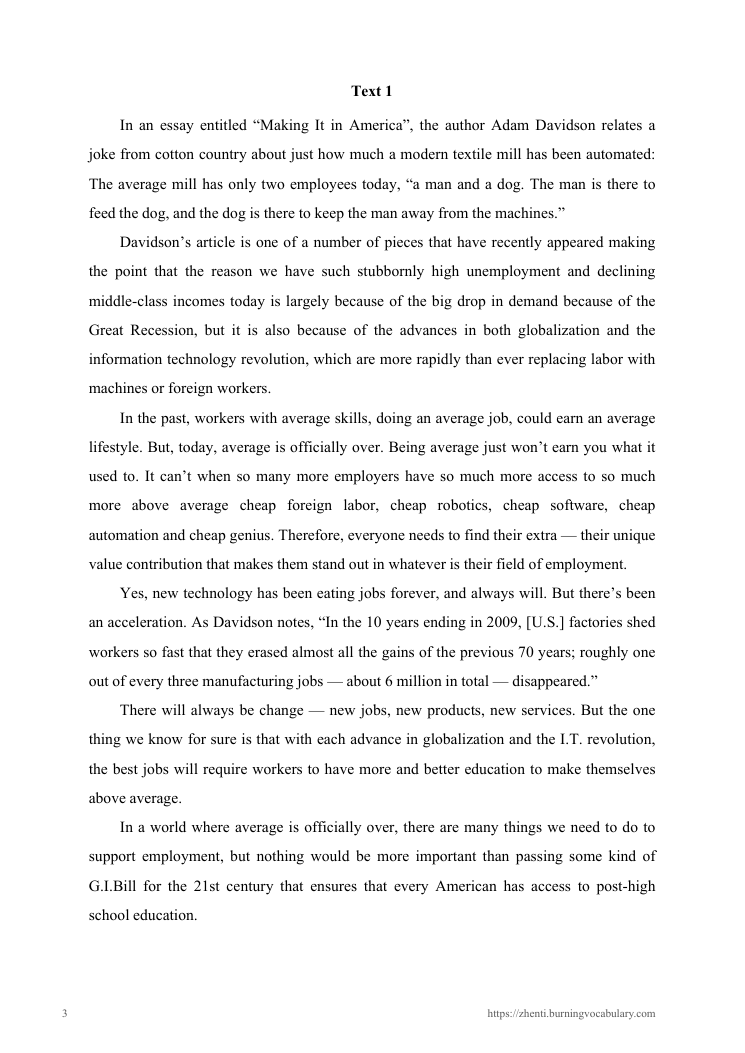 Text 1
In an essay entitled “Making It in America”, the author Adam Davidson relates a
joke from cotton country about just how much a modern textile mill has been automated:
The average mill has only two employees today, “a man and a dog. The man is there to
feed the dog, and the dog is there to keep the man away from the machines.”
Davidson’s article is one of a number of pieces that have recently appeared making
the point that the reason we have such stubbornly high unemployment and declining
middle-class incomes today is largely because of the big drop in demand because of the
Great Recession, but it is also because of the advances in both globalization and the
information technology revolution, which are more rapidly than ever replacing labor with
machines or foreign workers.
In the past, workers with average skills, doing an average job, could earn an average
lifestyle. But, today, average is officially over. Being average just won’t earn you what it
used to. It can’t when so many more employers have so much more access to so much
more above average cheap foreign labor, cheap robotics, cheap software, cheap
automation and cheap genius. Therefore, everyone needs to find their extra — their unique
value contribution that makes them stand out in whatever is their field of employment.
Yes, new technology has been eating jobs forever, and always will. But there’s been
an acceleration. As Davidson notes, “In the 10 years ending in 2009, [U.S.] factories shed
workers so fast that they erased almost all the gains of the previous 70 years; roughly one
out of every three manufacturing jobs — about 6 million in total — disappeared.”
There will always be change — new jobs, new products, new services. But the one
thing we know for sure is that with each advance in globalization and the I.T. revolution,
the best jobs will require workers to have more and better education to make themselves
above average.
In a world where average is officially over, there are many things we need to do to
support employment, but nothing would be more important than passing some kind of
G.I.Bill for the 21st century that ensures that every American has access to post-high
school education.
3 https://zhenti.burningvocabulary.com